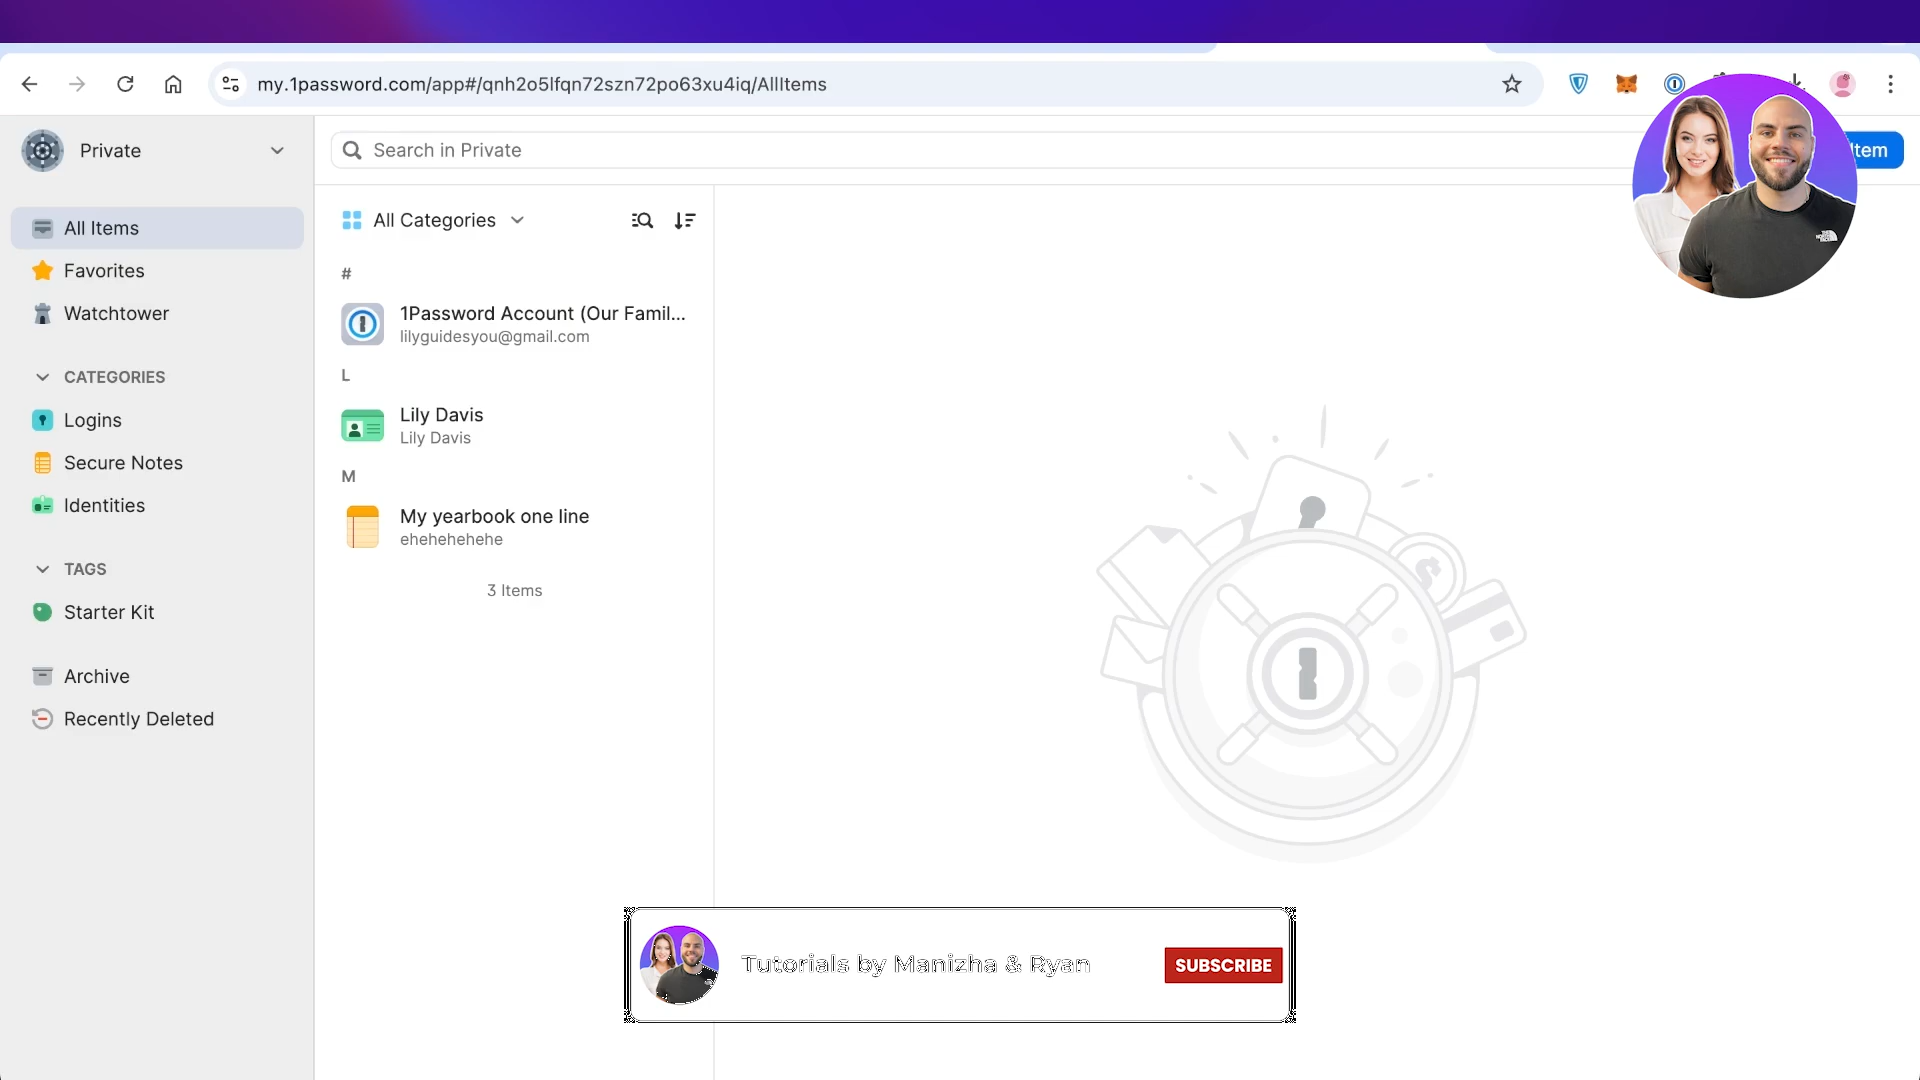 my.1password.com/app#/qnh2o5lfqn72szn72po63xu4iq/AllItems
Private
Search in Private
Item
All Items
Favorites
Watchtower
CATEGORIES
Logins
Secure Notes
Identities
TAGS
Starter Kit
Archive
Recently Deleted
All Categories
#
1Password Account (Our Famil...
lilyguidesyou@gmail.com
L
Lily Davis
Lily Davis
M
My yearbook one line
ehehehehehe
3 Items
Tutorials by Manizha & Ryan
SUBSCRIBE